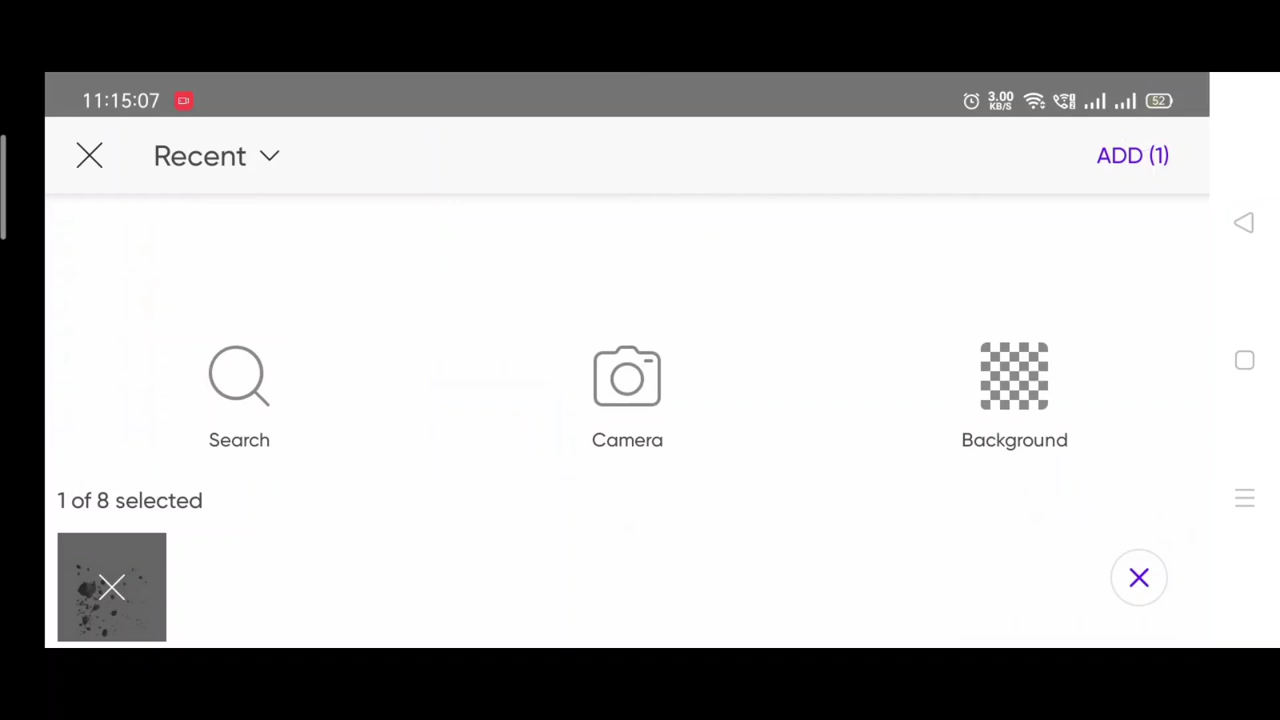 11:15:07 3.00 KB/S 52
Recent ADD (1)
Search Camera Background
1 of 8 selected